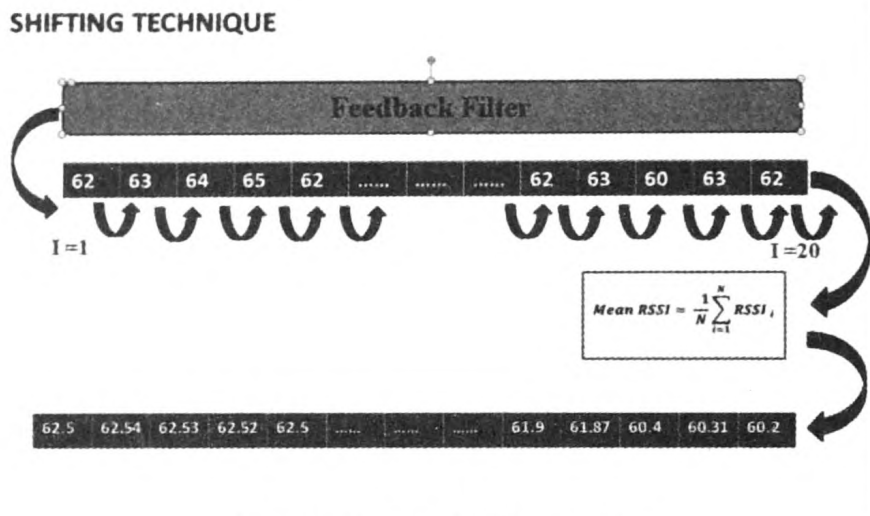 SHIFTING TECHNIQUE
Feedback Filter
62 63 64 65 62 ...... ...... ...... 62 63 60 63 62
I =1
I =20
Mean RSSI = 1/N ∑ i=1 N RSSI i
62.5 62.54 62.53 62.52 62.5 ...... ...... ...... 61.9 61.87 60.4 60.31 60.2